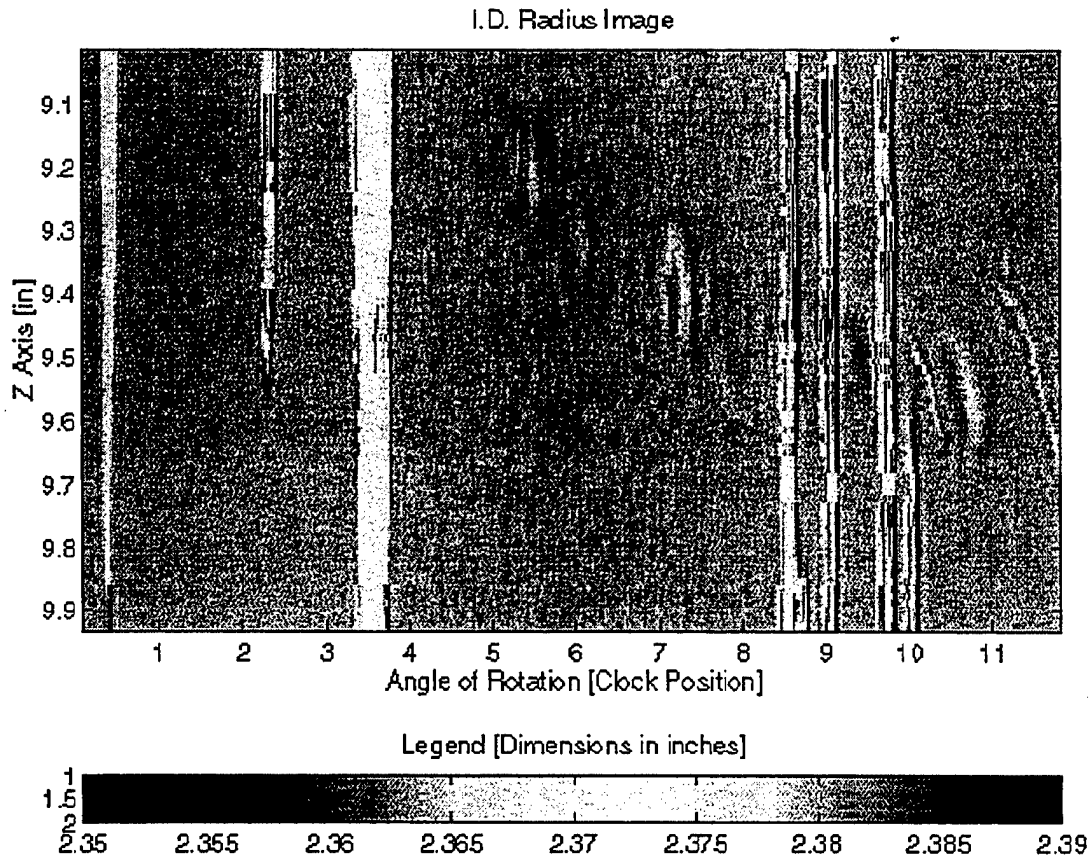 I.D. Radius Image
Z Axis [in]
9.1
9.2
9.3
9.4
9.5
9.6
9.7
9.8
9.9
1 2 3 4 5 6 7 8 9 10 11
Angle of Rotation [Clock Position]
Legend [Dimensions in inches]
1
1.5
2
2.35 2.355 2.36 2.365 2.37 2.375 2.38 2.385 2.39